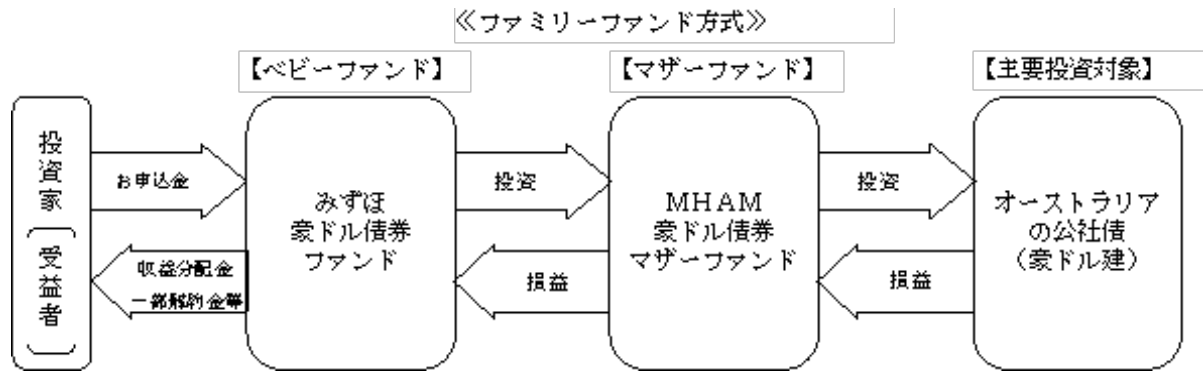 ≪ファミリーファンド方式≫
【ベビーファンド】
【マザーファンド】
【主要投資対象】
投資家
（受益者）
お申込金
収益分配金
一部解約金等
みずほ
豪ドル債券
ファンド
投資
損益
MHAM
豪ドル債券
マザーファンド
投資
損益
オーストラリア
の公社債
（豪ドル建）